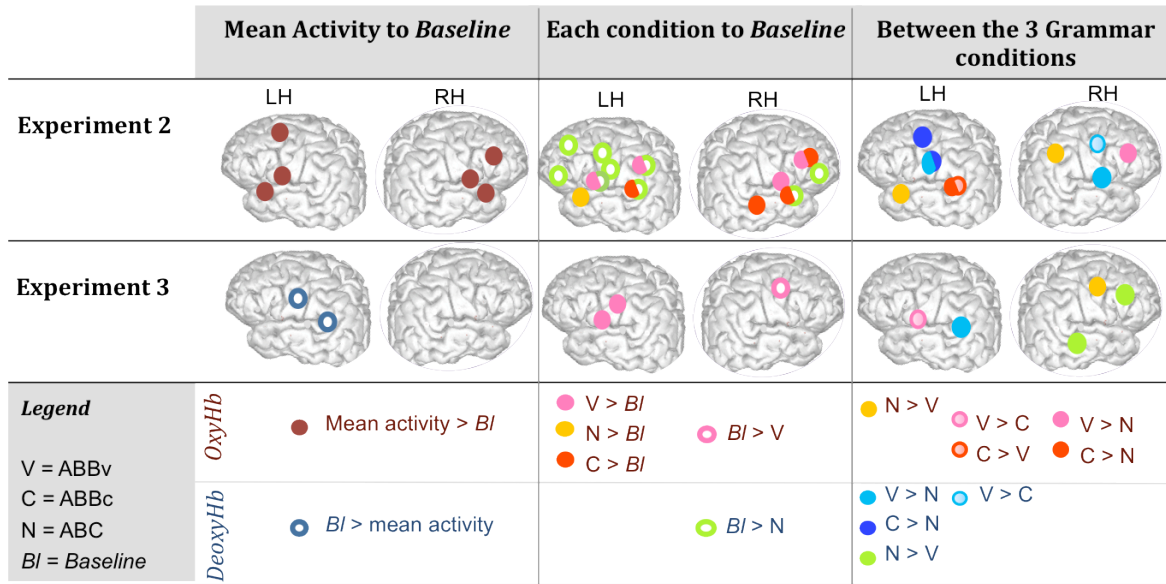 Mean Activity to Baseline
Each condition to Baseline
Between the 3 Grammar
conditions
Experiment 2
LH
RH
LH
RH
LH
RH
Experiment 3
Legend
V = ABBv
C = ABBc
N = ABC
Bl = Baseline
OxyHb
Mean activity > Bl
V > Bl
N > Bl
C > Bl
Bl > V
N > V
V > C
V > N
C > V
C > N
DeoxyHb
Bl > mean activity
Bl > N
V > N
V > C
C > N
N > V